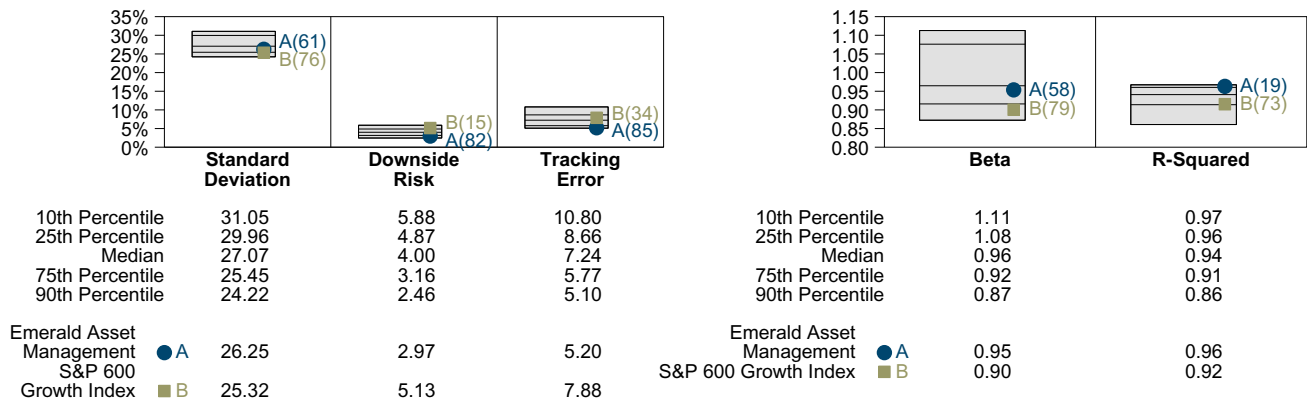 35%
30%
25%
20%
15%
10%
5%
0%
A(61)
B(76)
B(15)
A(82)
B(34)
A(85)
Standard Deviation
Downside Risk
Tracking Error
10th Percentile 31.05 5.88 10.80
25th Percentile 29.96 4.87 8.66
Median 27.07 4.00 7.24
75th Percentile 25.45 3.16 5.77
90th Percentile 24.22 2.46 5.10
Emerald Asset
Management A 26.25 2.97 5.20
S&P 600
Growth Index B 25.32 5.13 7.88
1.15
1.10
1.05
1.00
0.95
0.90
0.85
0.80
A(58)
B(79)
A(19)
B(73)
Beta
R-Squared
10th Percentile 1.11 0.97
25th Percentile 1.08 0.96
Median 0.96 0.94
75th Percentile 0.92 0.91
90th Percentile 0.87 0.86
Emerald Asset
Management A 0.95 0.96
S&P 600 Growth Index B 0.90 0.92